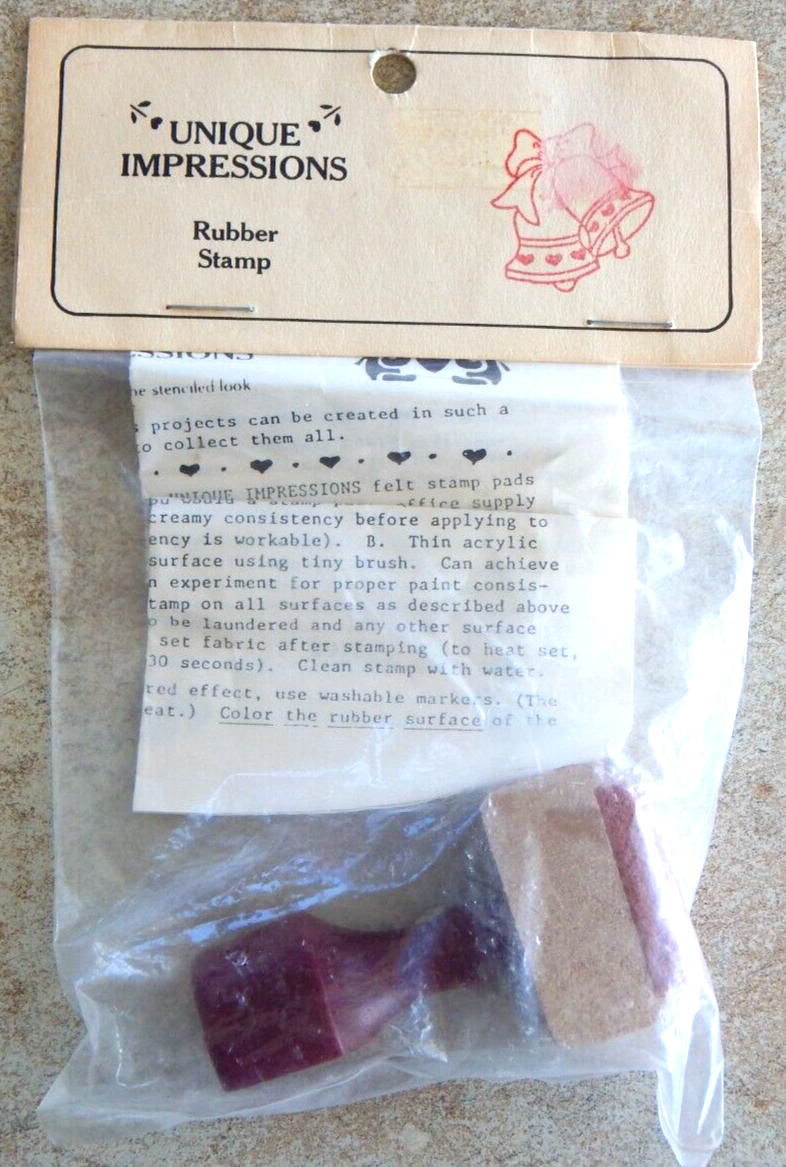 UNIQUE
IMPRESSIONS
Rubber
Stamp
SSIONS
he stenciled look
s projects can be created in such a
to collect them all.
UNIQUE IMPRESSIONS felt stamp pads
office supply
creamy consistency before applying to
ency is workable). B. Thin acrylic
surface using tiny brush. Can achieve
n experiment for proper paint consis-
tamp on all surfaces as described above
o be laundered and any other surface
set fabric after stamping (to heat set,
30 seconds). Clean stamp with water.
red effect, use washable markers. (The
eat.) Color the rubber surface of the